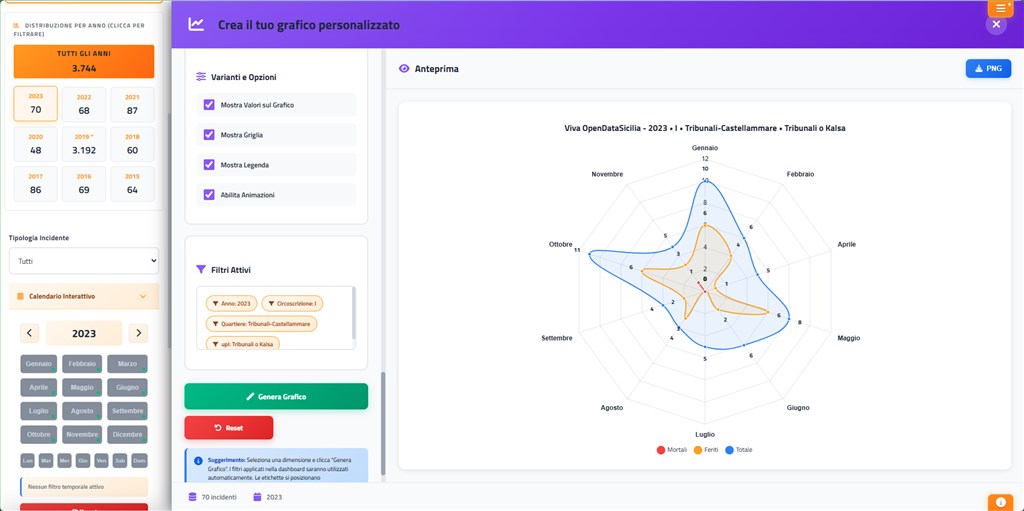 DISTRIBUZIONE PER ANNO (CLICCA PER
FILTRARE)
TUTTI GLI ANNI
3.744
2023
70
2022
68
2021
87
2020
48
2019 *
3.192
2018
60
2017
86
2016
69
2015
64
Tipologia Incidente
Tutti
Calendario Interattivo
2023
Gennaio
Febbraio
Marzo
Aprile
Maggio
Giugno
Luglio
Agosto
Settembre
Ottobre
Novembre
Dicembre
Lun
Mar
Mer
Gio
Ven
Sab
Dom
Nessun filtro temporale attivo
Crea il tuo grafico personalizzato
Varianti e Opzioni
Mostra Valori sul Grafico
Mostra Griglia
Mostra Legenda
Abilita Animazioni
Filtri Attivi
Anno: 2023
Circoscrizione: I
Quartiere: Tribunali-Castellammare
upl: Tribunali o Kalsa
Genera Grafico
Reset
Suggerimento: Seleziona una dimensione e clicca "Genera
Grafico". I filtri applicati nella dashboard saranno utilizzati
automaticamente. Le etichette si posizionano
70 incidenti
2023
Anteprima
PNG
Viva OpenDataSicilia - 2023 • I • Tribunali-Castellammare • Tribunali o Kalsa
Gennaio
12
10
Novembre
Febbraio
8
6
6
5
4
4
3
Ottobre
11
Aprile
6
5
2
1
0
1
4
2
6
8
Settembre
Maggio
4
6
5
Agosto
Giugno
Luglio
Mortali
Feriti
Totale